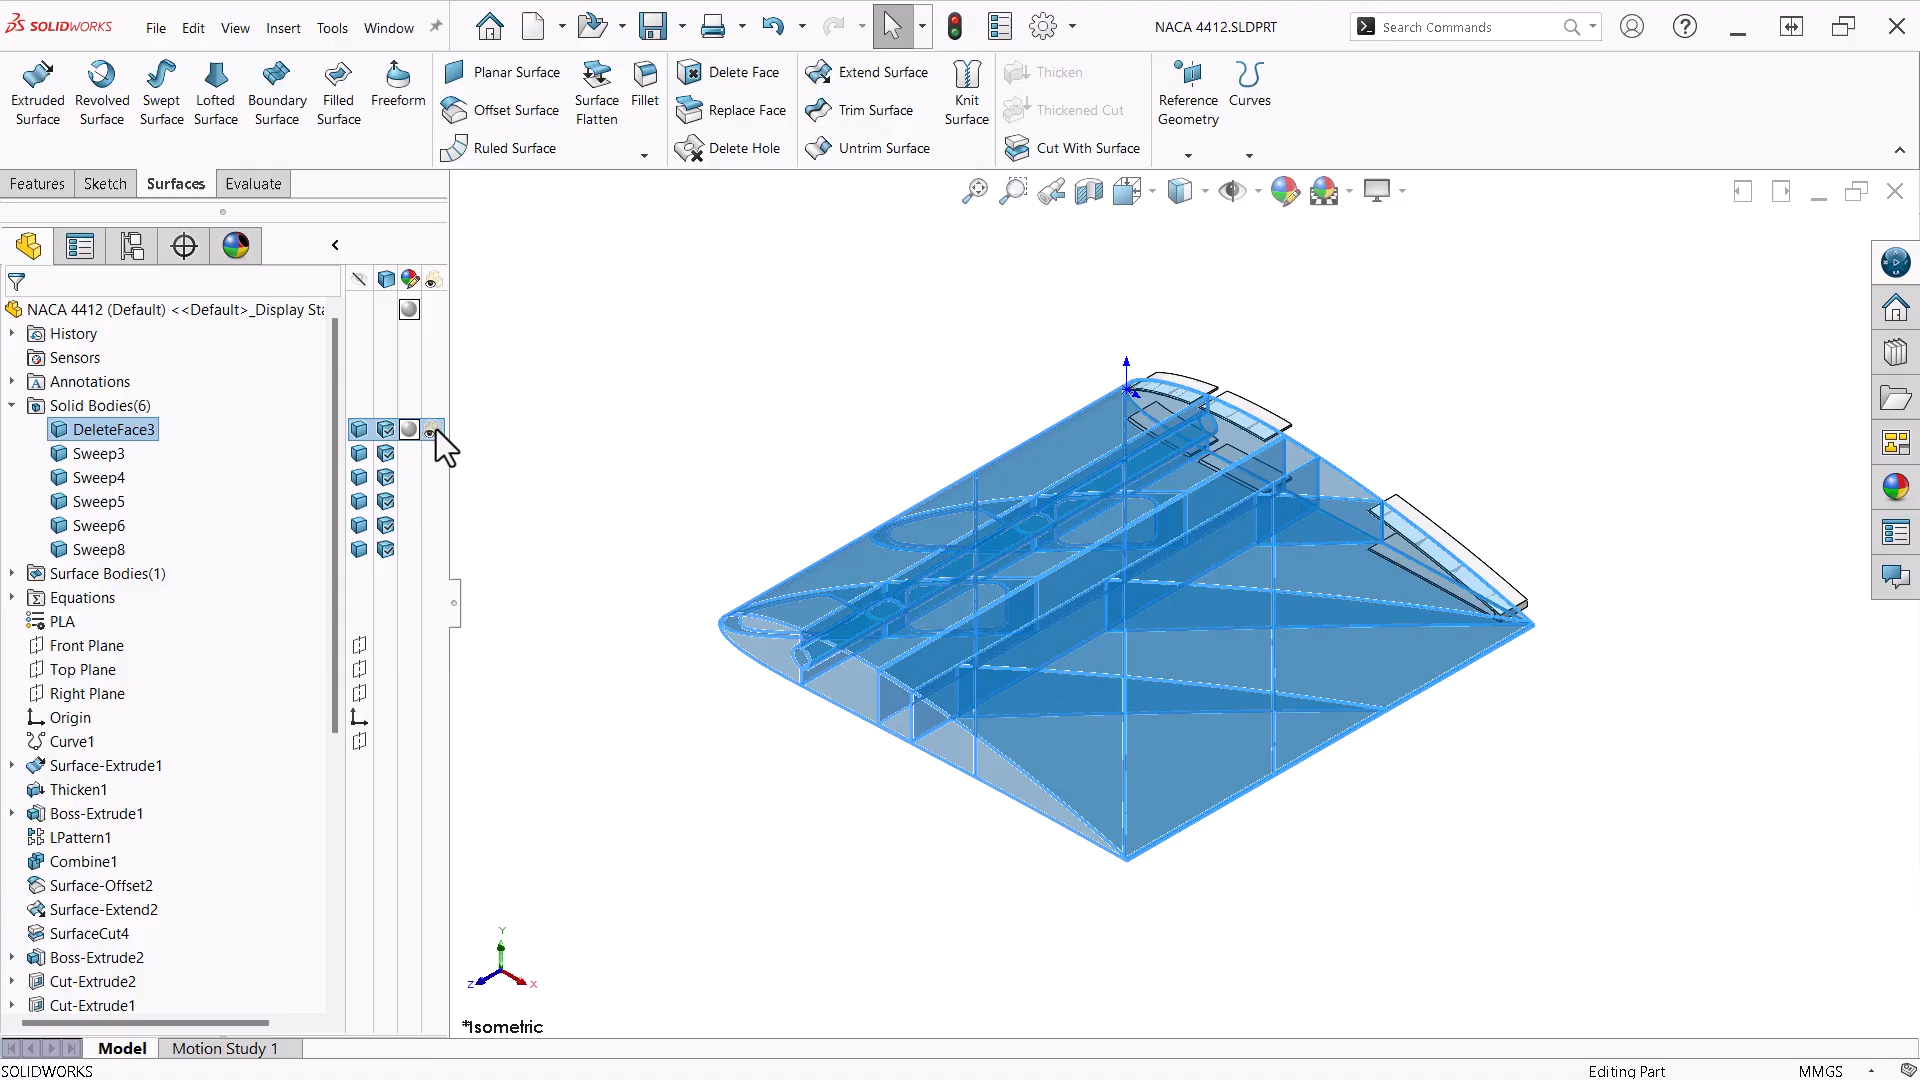 SOLIDWORKS
File Edit View Insert Tools Window
NACA 4412.SLDPRT
Search Commands
Extruded Surface
Revolved Surface
Swept Surface
Lofted Surface
Boundary Surface
Filled Surface
Freeform
Planar Surface
Offset Surface
Ruled Surface
Surface Flatten
Fillet
Delete Face
Replace Face
Delete Hole
Extend Surface
Trim Surface
Untrim Surface
Knit Surface
Thicken
Thickened Cut
Cut With Surface
Reference Geometry
Curves
Features Sketch Surfaces Evaluate
NACA 4412 (Default) <<Default>_Display Sta
History
Sensors
Annotations
Solid Bodies(6)
DeleteFace3
Sweep3
Sweep4
Sweep5
Sweep6
Sweep8
Surface Bodies(1)
Equations
PLA
Front Plane
Top Plane
Right Plane
Origin
Curve1
Surface-Extrude1
Thicken1
Boss-Extrude1
LPattern1
Combine1
Surface-Offset2
Surface-Extend2
SurfaceCut4
Boss-Extrude2
Cut-Extrude2
Cut-Extrude1
Y
Z
X
*Isometric
Model Motion Study 1
SOLIDWORKS
Editing Part
MMGS